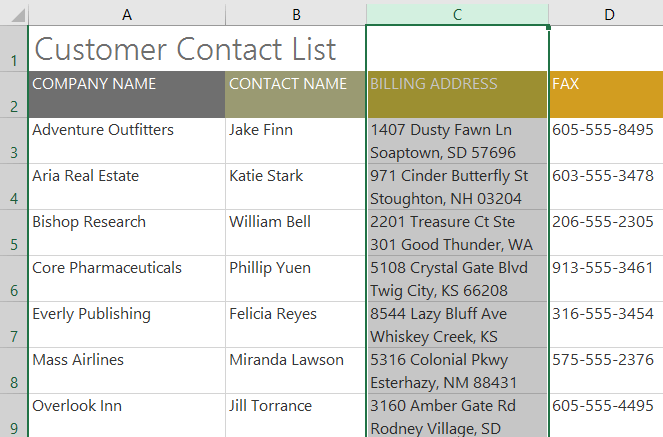 A B C D
1 Customer Contact List
2 COMPANY NAME CONTACT NAME BILLING ADDRESS FAX
3 Adventure Outfitters Jake Finn 1407 Dusty Fawn Ln 605-555-8495
Soaptown, SD 57696
4 Aria Real Estate Katie Stark 971 Cinder Butterfly St 603-555-3478
Stoughton, NH 03204
5 Bishop Research William Bell 2201 Treasure Ct Ste 206-555-2305
301 Good Thunder, WA
6 Core Pharmaceuticals Phillip Yuen 5108 Crystal Gate Blvd 913-555-3461
Twig City, KS 66208
7 Everly Publishing Felicia Reyes 8544 Lazy Bluff Ave 316-555-3454
Whiskey Creek, KS
8 Mass Airlines Miranda Lawson 5316 Colonial Pkwy 575-555-2376
Esterhazy, NM 88431
9 Overlook Inn Jill Torrance 3160 Amber Gate Rd 605-555-4495
Rodney Village, SD